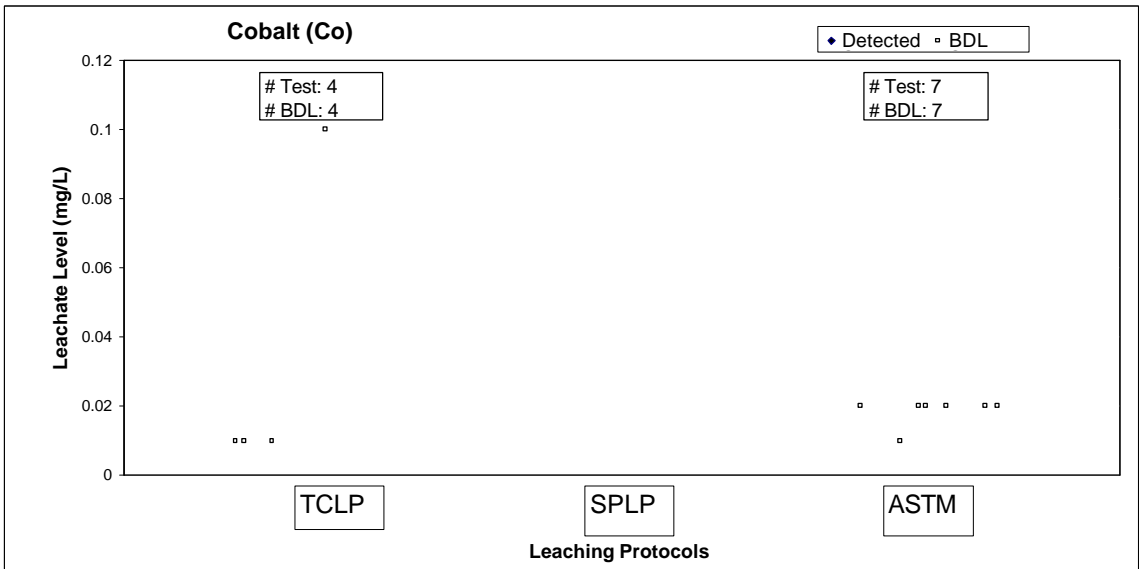 Cobalt (Co)
Detected BDL
0.12
0.1
0.08
0.06
0.04
0.02
0
Leachate Level (mg/L)
# Test: 4
# BDL: 4
# Test: 7
# BDL: 7
TCLP
SPLP
ASTM
Leaching Protocols